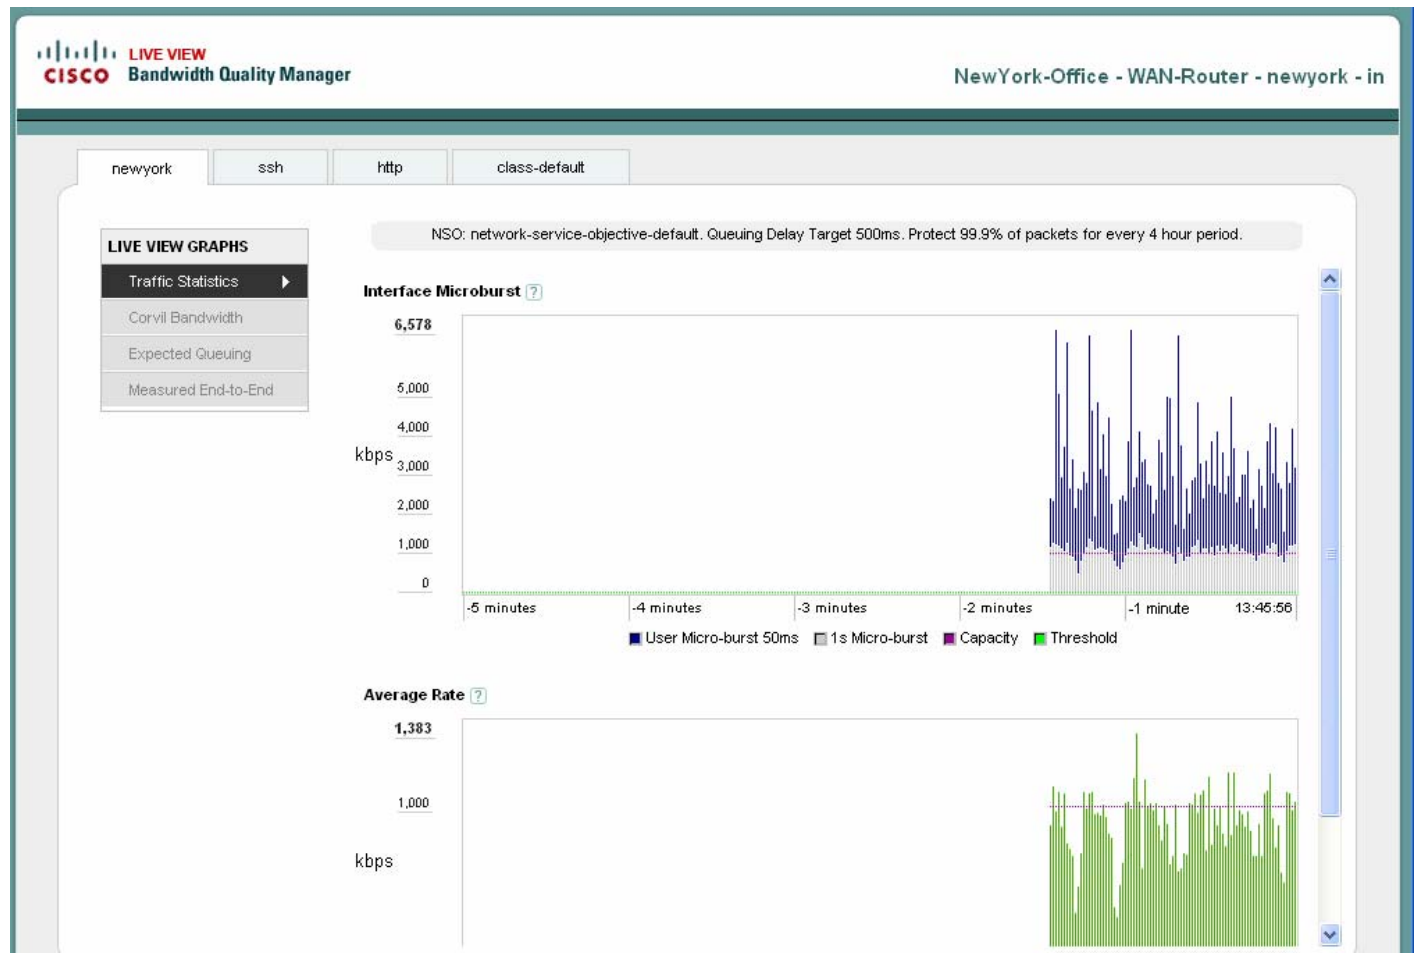 LIVE VIEW
CISCO Bandwidth Quality Manager
NewYork-Office - WAN-Router - newyork - in
newyork ssh http class-default
NSO: network-service-objective-default. Queuing Delay Target 500ms. Protect 99.9% of packets for every 4 hour period.
LIVE VIEW GRAPHS
Traffic Statistics
Corvil Bandwidth
Expected Queuing
Measured End-to-End
Interface Microburst ?
6,578
5,000
4,000
kbps
3,000
2,000
1,000
0
-5 minutes -4 minutes -3 minutes -2 minutes -1 minute 13:45:56
User Micro-burst 50ms 1s Micro-burst Capacity Threshold
Average Rate ?
1,383
1,000
kbps